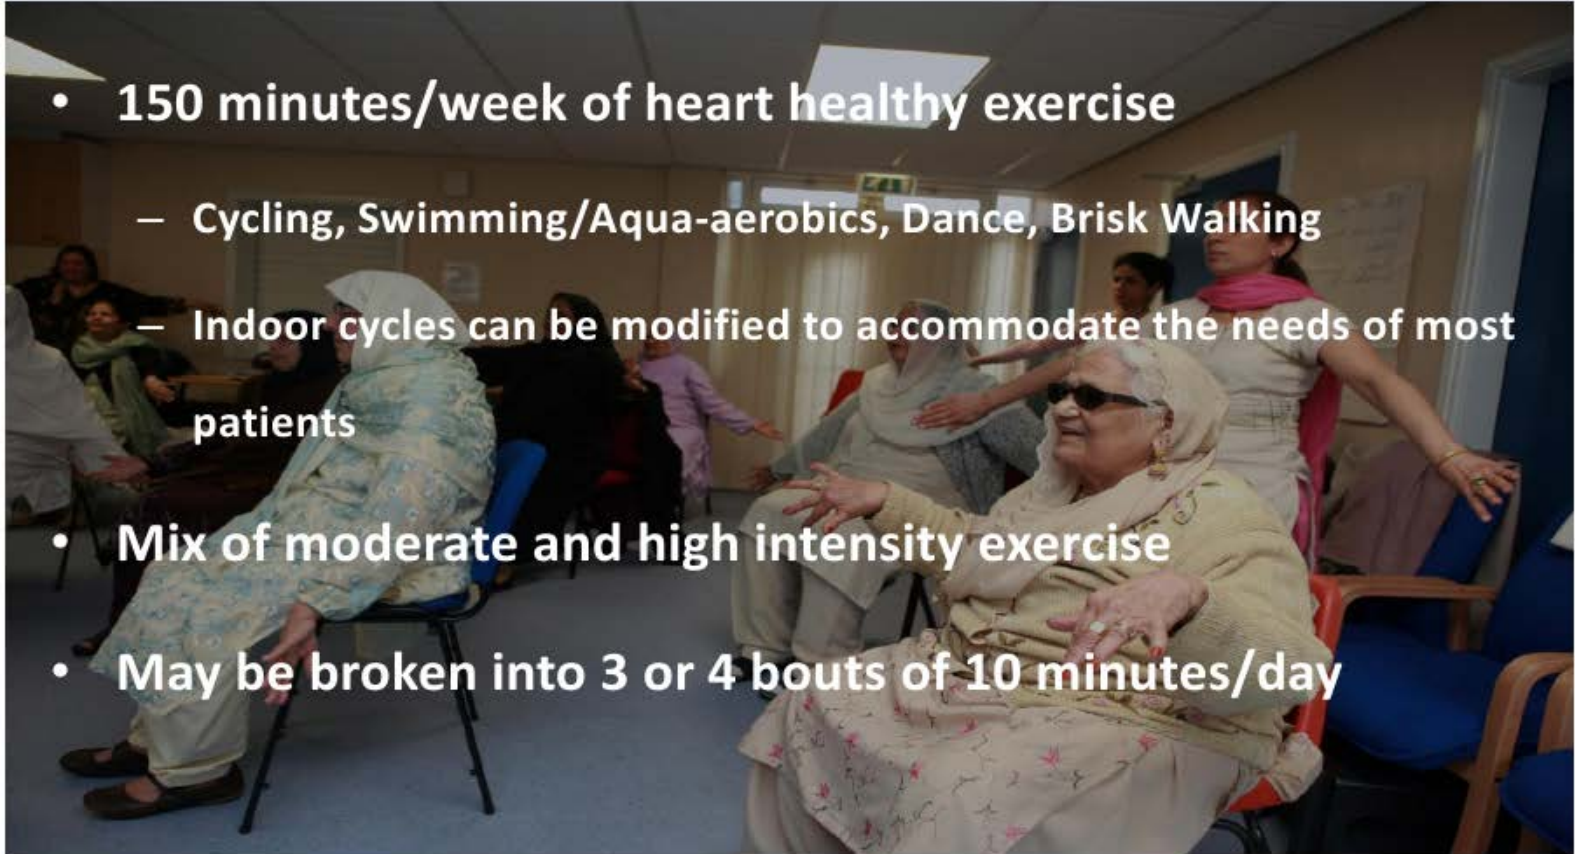 • 150 minutes/week of heart healthy exercise
– Cycling, Swimming/Aqua-aerobics, Dance, Brisk Walking
– Indoor cycles can be modified to accommodate the needs of most
patients
• Mix of moderate and high intensity exercise
• May be broken into 3 or 4 bouts of 10 minutes/day